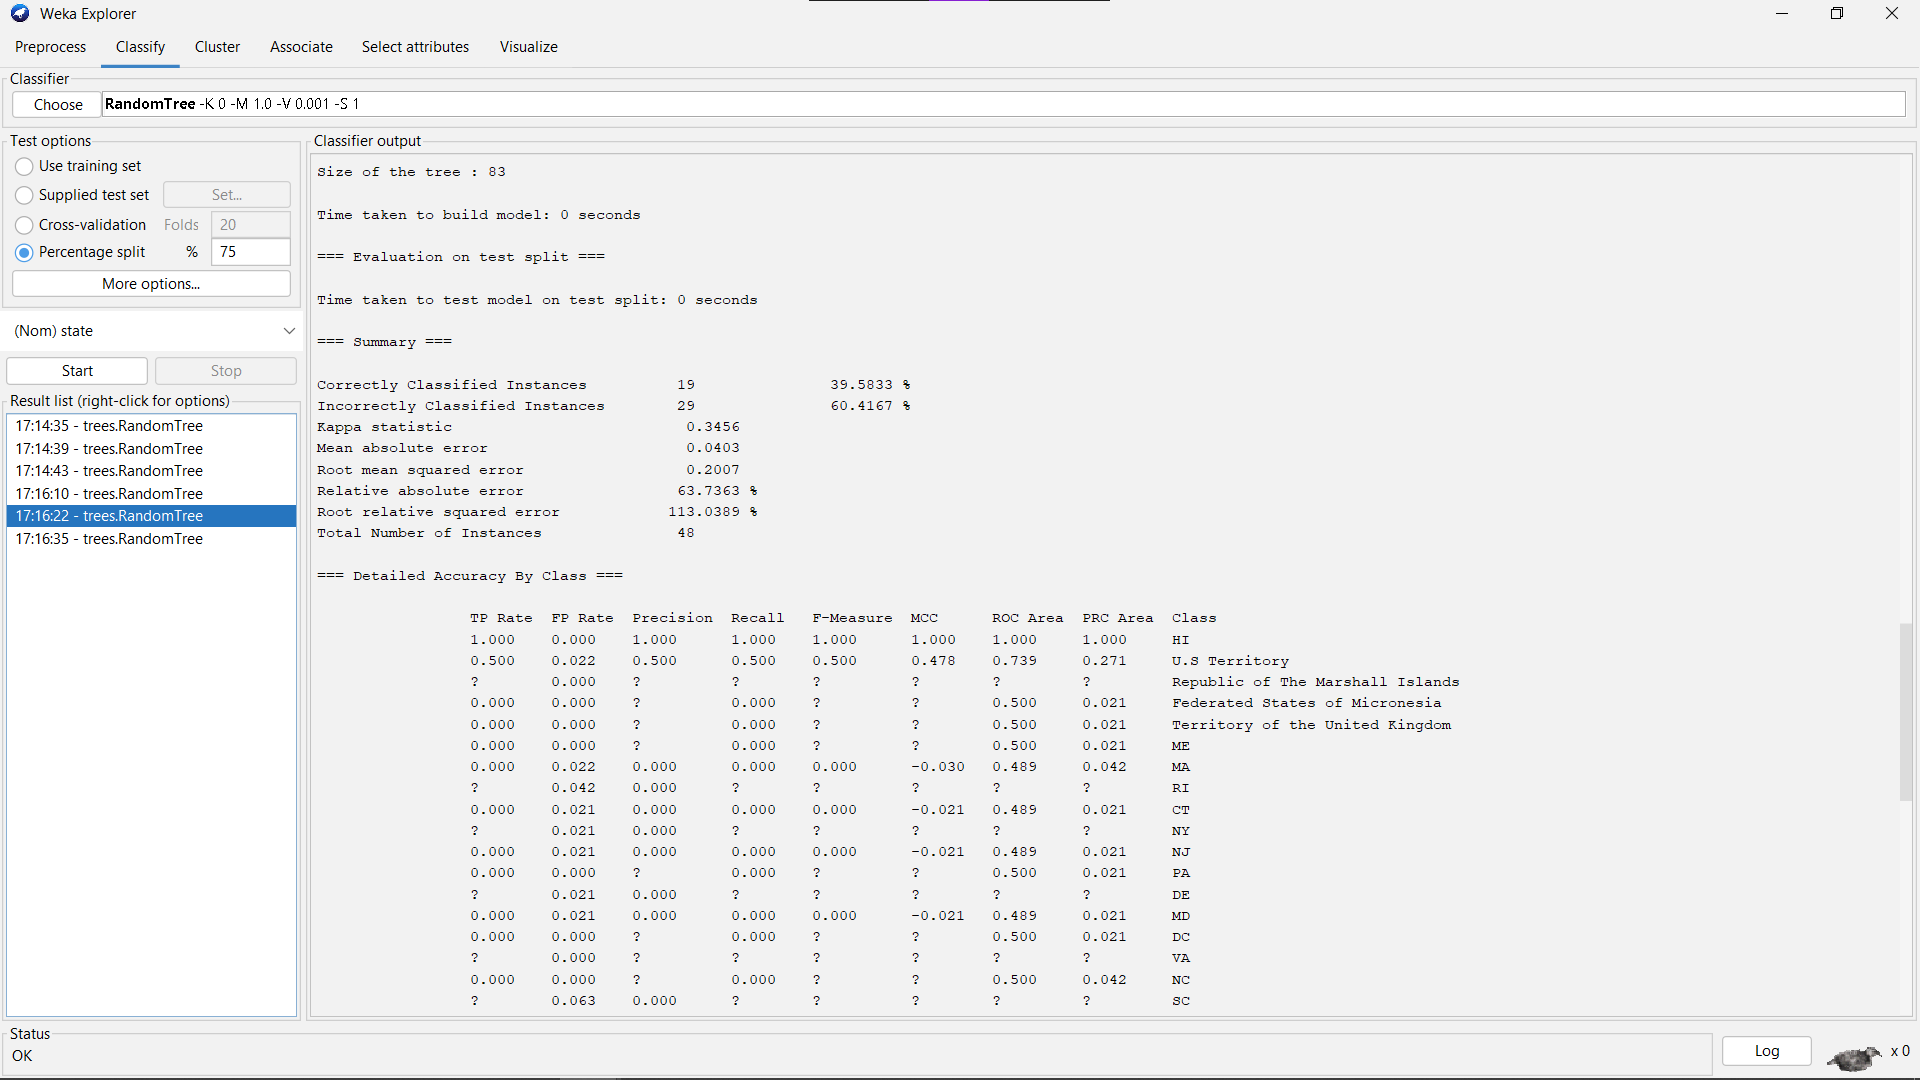 Weka Explorer
Preprocess Classify Cluster Associate Select attributes Visualize
Classifier
Choose RandomTree -K 0 -M 1.0 -V 0.001 -S 1
Test options
Use training set
Supplied test set Set...
Cross-validation Folds 20
Percentage split % 75
More options...
(Nom) state
Start Stop
Result list (right-click for options)
17:14:35 - trees.RandomTree
17:14:39 - trees.RandomTree
17:14:43 - trees.RandomTree
17:16:10 - trees.RandomTree
17:16:22 - trees.RandomTree
17:16:35 - trees.RandomTree
Classifier output
Size of the tree : 83
Time taken to build model: 0 seconds
=== Evaluation on test split ===
Time taken to test model on test split: 0 seconds
=== Summary ===
Correctly Classified Instances 19 39.5833 %
Incorrectly Classified Instances 29 60.4167 %
Kappa statistic 0.3456
Mean absolute error 0.0403
Root mean squared error 0.2007
Relative absolute error 63.7363 %
Root relative squared error 113.0389 %
Total Number of Instances 48
=== Detailed Accuracy By Class ===
TP Rate FP Rate Precision Recall F-Measure MCC ROC Area PRC Area Class
1.000 0.000 1.000 1.000 1.000 1.000 1.000 1.000 HI
0.500 0.022 0.500 0.500 0.500 0.478 0.739 0.271 U.S Territory
? 0.000 ? ? ? ? ? ? Republic of The Marshall Islands
0.000 0.000 ? 0.000 ? ? 0.500 0.021 Federated States of Micronesia
0.000 0.000 ? 0.000 ? ? 0.500 0.021 Territory of the United Kingdom
0.000 0.000 ? 0.000 ? ? 0.500 0.021 ME
0.000 0.022 0.000 0.000 0.000 -0.030 0.489 0.042 MA
? 0.042 0.000 ? ? ? ? ? RI
0.000 0.021 0.000 0.000 0.000 -0.021 0.489 0.021 CT
? 0.021 0.000 ? ? ? ? ? NY
0.000 0.021 0.000 0.000 0.000 -0.021 0.489 0.021 NJ
0.000 0.000 ? 0.000 ? ? 0.500 0.021 PA
? 0.021 0.000 ? ? ? ? ? DE
0.000 0.021 0.000 0.000 0.000 -0.021 0.489 0.021 MD
0.000 0.000 ? 0.000 ? ? 0.500 0.021 DC
? 0.000 ? ? ? ? ? ? VA
0.000 0.000 ? 0.000 ? ? 0.500 0.042 NC
? 0.063 0.000 ? ? ? ? ? SC
Status
OK
Log x 0